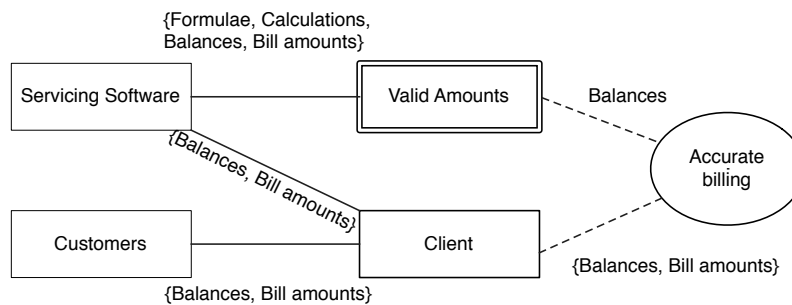 {Formulae, Calculations,
Balances, Bill amounts}
Servicing Software
Valid Amounts
Balances
{Balances, Bill amounts}
Accurate
billing
Customers
Client
{Balances, Bill amounts}
{Balances, Bill amounts}